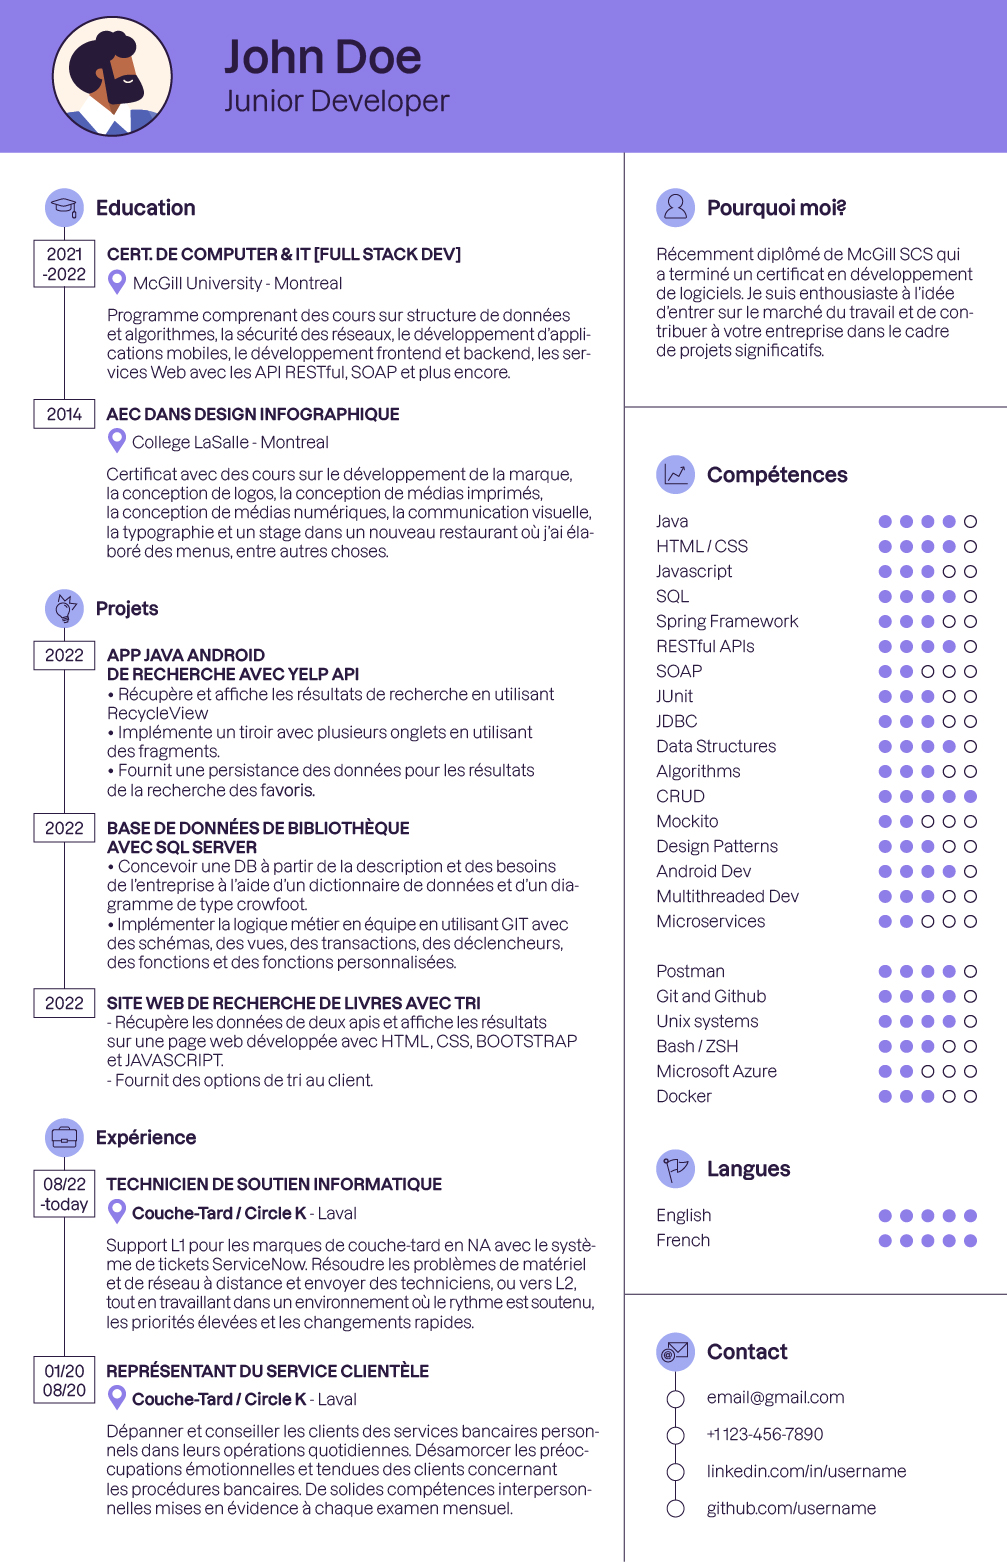 John Doe
Junior Developer
Education
2021
-2022
CERT. DE COMPUTER & IT [FULL STACK DEV]
McGill University - Montreal
Programme comprenant des cours sur structure de données
et algorithmes, la sécurité des réseaux, le développement d'appli-
cations mobiles, le développement frontend et backend, les ser-
vices Web avec les API RESTful, SOAP et plus encore.
2014
AEC DANS DESIGN INFOGRAPHIQUE
College LaSalle - Montreal
Certificat avec des cours sur le développement de la marque,
la conception de logos, la conception de médias imprimés,
la conception de médias numériques, la communication visuelle,
la typographie et un stage dans un nouveau restaurant où j'ai éla-
boré des menus, entre autres choses.
Projets
2022
APP JAVA ANDROID
DE RECHERCHE AVEC YELP API
• Récupère et affiche les résultats de recherche en utilisant
RecycleView
• Implémente un tiroir avec plusieurs onglets en utilisant
des fragments.
• Fournit une persistance des données pour les résultats
de la recherche des favoris.
2022
BASE DE DONNÉES DE BIBLIOTHÈQUE
AVEC SQL SERVER
• Concevoir une DB à partir de la description et des besoins
de l'entreprise à l'aide d'un dictionnaire de données et d'un dia-
gramme de type crowfoot.
• Implémenter la logique métier en équipe en utilisant GIT avec
des schémas, des vues, des transactions, des déclencheurs,
des fonctions et des fonctions personnalisées.
2022
SITE WEB DE RECHERCHE DE LIVRES AVEC TRI
- Récupère les données de deux apis et affiche les résultats
sur une page web développée avec HTML, CSS, BOOTSTRAP
et JAVASCRIPT.
- Fournit des options de tri au client.
Expérience
08/22
-today
TECHNICIEN DE SOUTIEN INFORMATIQUE
Couche-Tard / Circle K - Laval
Support L1 pour les marques de couche-tard en NA avec le systè-
me de tickets ServiceNow. Résoudre les problèmes de matériel
et de réseau à distance et envoyer des techniciens, ou vers L2,
tout en travaillant dans un environnement où le rythme est soutenu,
les priorités élevées et les changements rapides.
01/20
08/20
REPRÉSENTANT DU SERVICE CLIENTÈLE
Couche-Tard / Circle K - Laval
Dépanner et conseiller les clients des services bancaires person-
nels dans leurs opérations quotidiennes. Désamorcer les préoc-
cupations émotionnelles et tendues des clients concernant
les procédures bancaires. De solides compétences interperson-
nelles mises en évidence à chaque examen mensuel.
Pourquoi moi?
Récemment diplômé de McGill SCS qui
a terminé un certificat en développement
de logiciels. Je suis enthousiaste à l'idée
d'entrer sur le marché du travail et de con-
tribuer à votre entreprise dans le cadre
de projets significatifs.
Compétences
Java
HTML / CSS
Javascript
SQL
Spring Framework
RESTful APIs
SOAP
JUnit
JDBC
Data Structures
Algorithms
CRUD
Mockito
Design Patterns
Android Dev
Multithreaded Dev
Microservices
Postman
Git and Github
Unix systems
Bash / ZSH
Microsoft Azure
Docker
Langues
English
French
Contact
email@gmail.com
+1 123-456-7890
linkedin.com/in/username
github.com/username